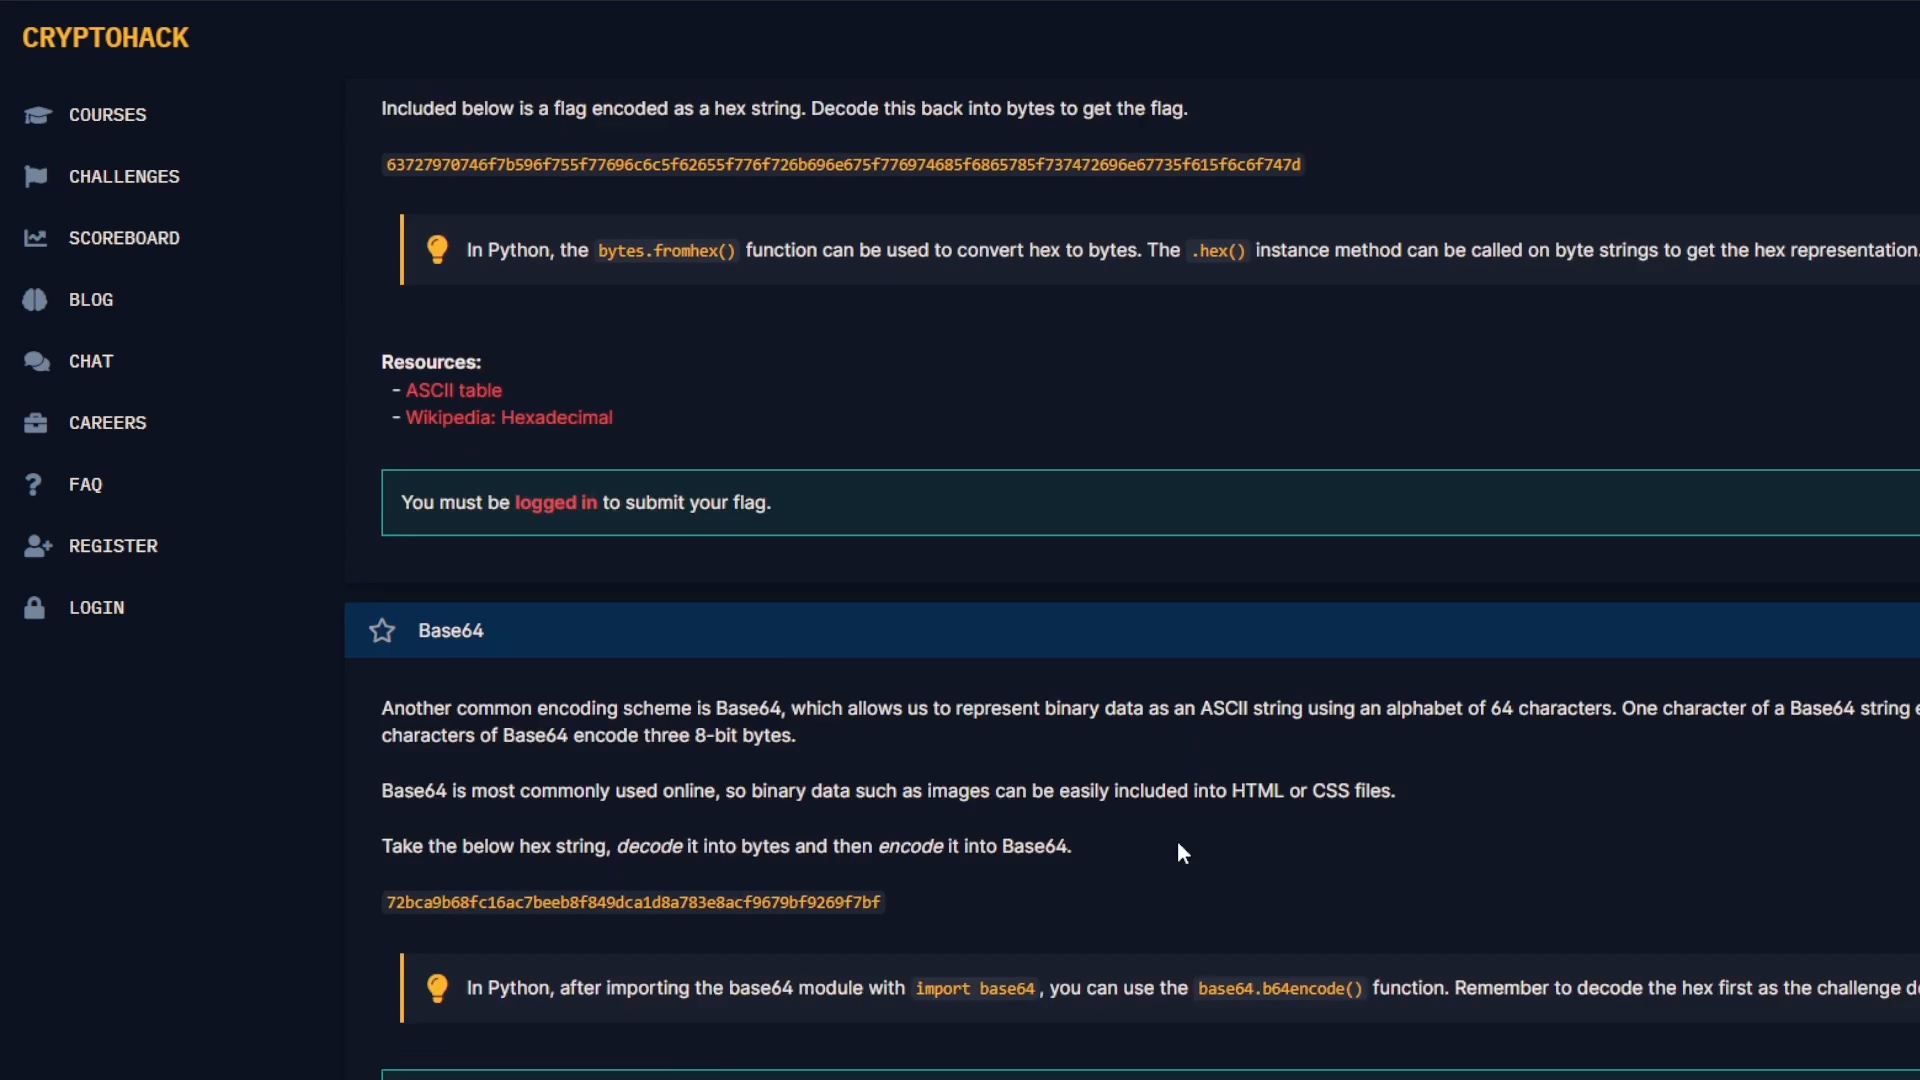 CRYPTOHACK
COURSES
CHALLENGES
SCOREBOARD
BLOG
CHAT
CAREERS
FAQ
REGISTER
LOGIN
Included below is a flag encoded as a hex string. Decode this back into bytes to get the flag.
63727970746f7b596f755f77696c6c5f62655f776f726b696e675f776974685f6865785f737472696e67735f615f6c6f747d
In Python, the bytes.fromhex() function can be used to convert hex to bytes. The .hex() instance method can be called on byte strings to get the hex representation.
Resources:
- ASCII table
- Wikipedia: Hexadecimal
You must be logged in to submit your flag.
Base64
Another common encoding scheme is Base64, which allows us to represent binary data as an ASCII string using an alphabet of 64 characters. One character of a Base64 string
characters of Base64 encode three 8-bit bytes.
Base64 is most commonly used online, so binary data such as images can be easily included into HTML or CSS files.
Take the below hex string, decode it into bytes and then encode it into Base64.
72bca9b68fc16ac7beeb8f849dca1d8a783e8acf9679bf9269f7bf
In Python, after importing the base64 module with import base64, you can use the base64.b64encode() function. Remember to decode the hex first as the challenge